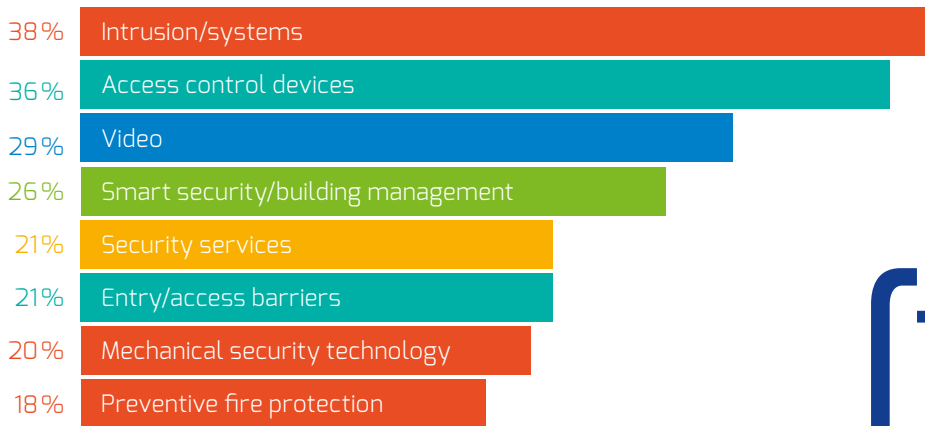 38% Intrusion/systems
36% Access control devices
29% Video
26% Smart security/building management
21% Security services
21% Entry/access barriers
20% Mechanical security technology
18% Preventive fire protection